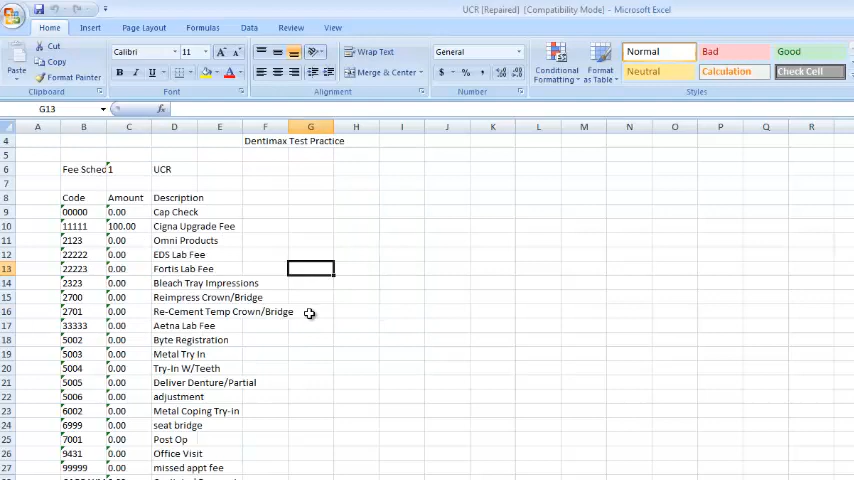 UCR [Repaired] [Compatibility Mode] - Microsoft Excel
Home Insert Page Layout Formulas Data Review View
Paste
Cut
Copy
Format Painter
Clipboard
Calibri 11
B I U A
Font
Wrap Text
Merge & Center
Alignment
General
$ % ,
Number
Conditional Formatting
Format as Table
Normal Bad Good
Neutral Calculation Check Cell
Styles
G13 fx
A B C D E F G H I J K L M N O P Q R
4 Dentimax Test Practice
5
6 Fee Sched 1 UCR
7
8 Code Amount Description
9 00000 0.00 Cap Check
10 11111 100.00 Cigna Upgrade Fee
11 2123 0.00 Omni Products
12 22222 0.00 EDS Lab Fee
13 22223 0.00 Fortis Lab Fee
14 2323 0.00 Bleach Tray Impressions
15 2700 0.00 Reimpress Crown/Bridge
16 2701 0.00 Re-Cement Temp Crown/Bridge
17 33333 0.00 Aetna Lab Fee
18 5002 0.00 Byte Registration
19 5003 0.00 Metal Try In
20 5004 0.00 Try-In W/Teeth
21 5005 0.00 Deliver Denture/Partial
22 5006 0.00 adjustment
23 6002 0.00 Metal Coping Try-in
24 6999 0.00 seat bridge
25 7001 0.00 Post Op
26 9431 0.00 Office Visit
27 99999 0.00 missed appt fee